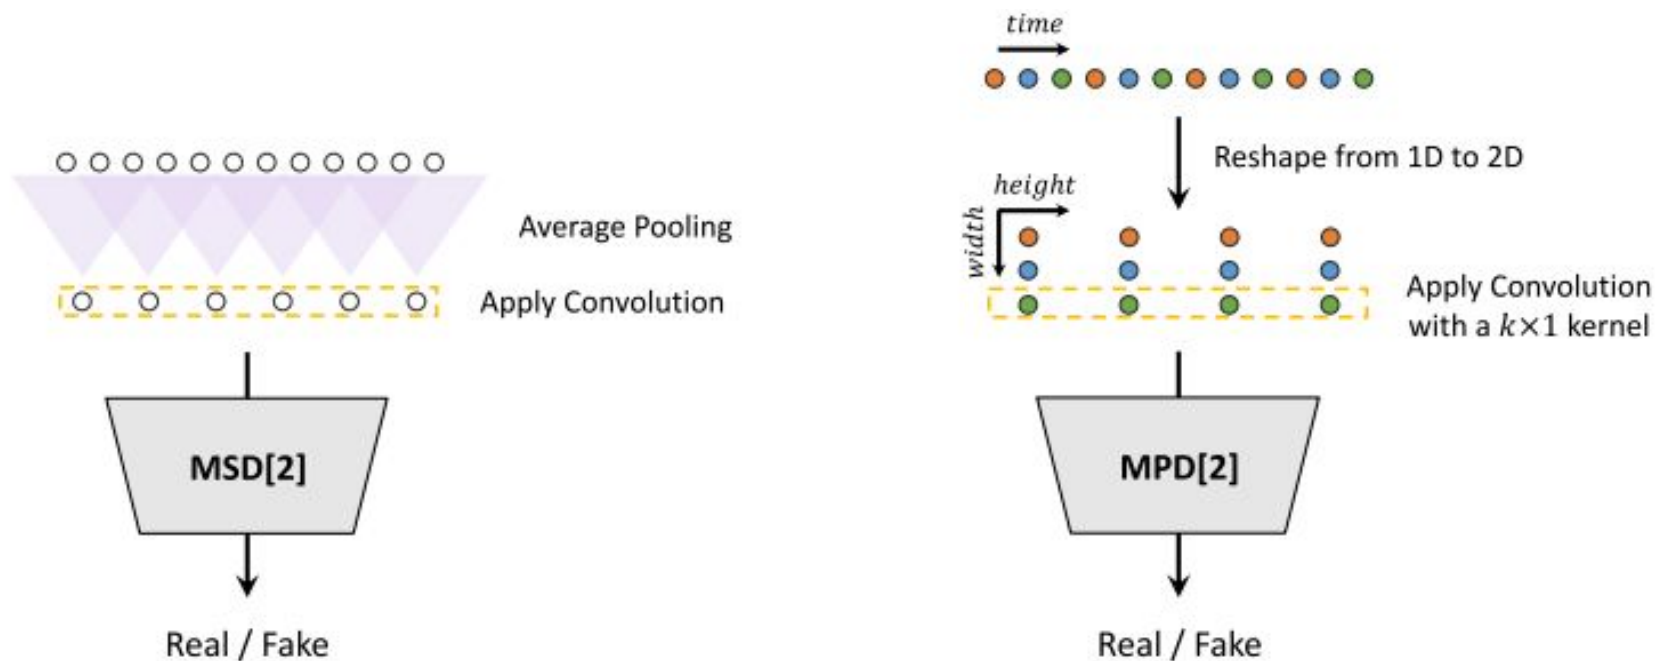 Average Pooling
Apply Convolution
MSD[2]
Real / Fake
time
Reshape from 1D to 2D
height
width
Apply Convolution
with a k×1 kernel
MPD[2]
Real / Fake